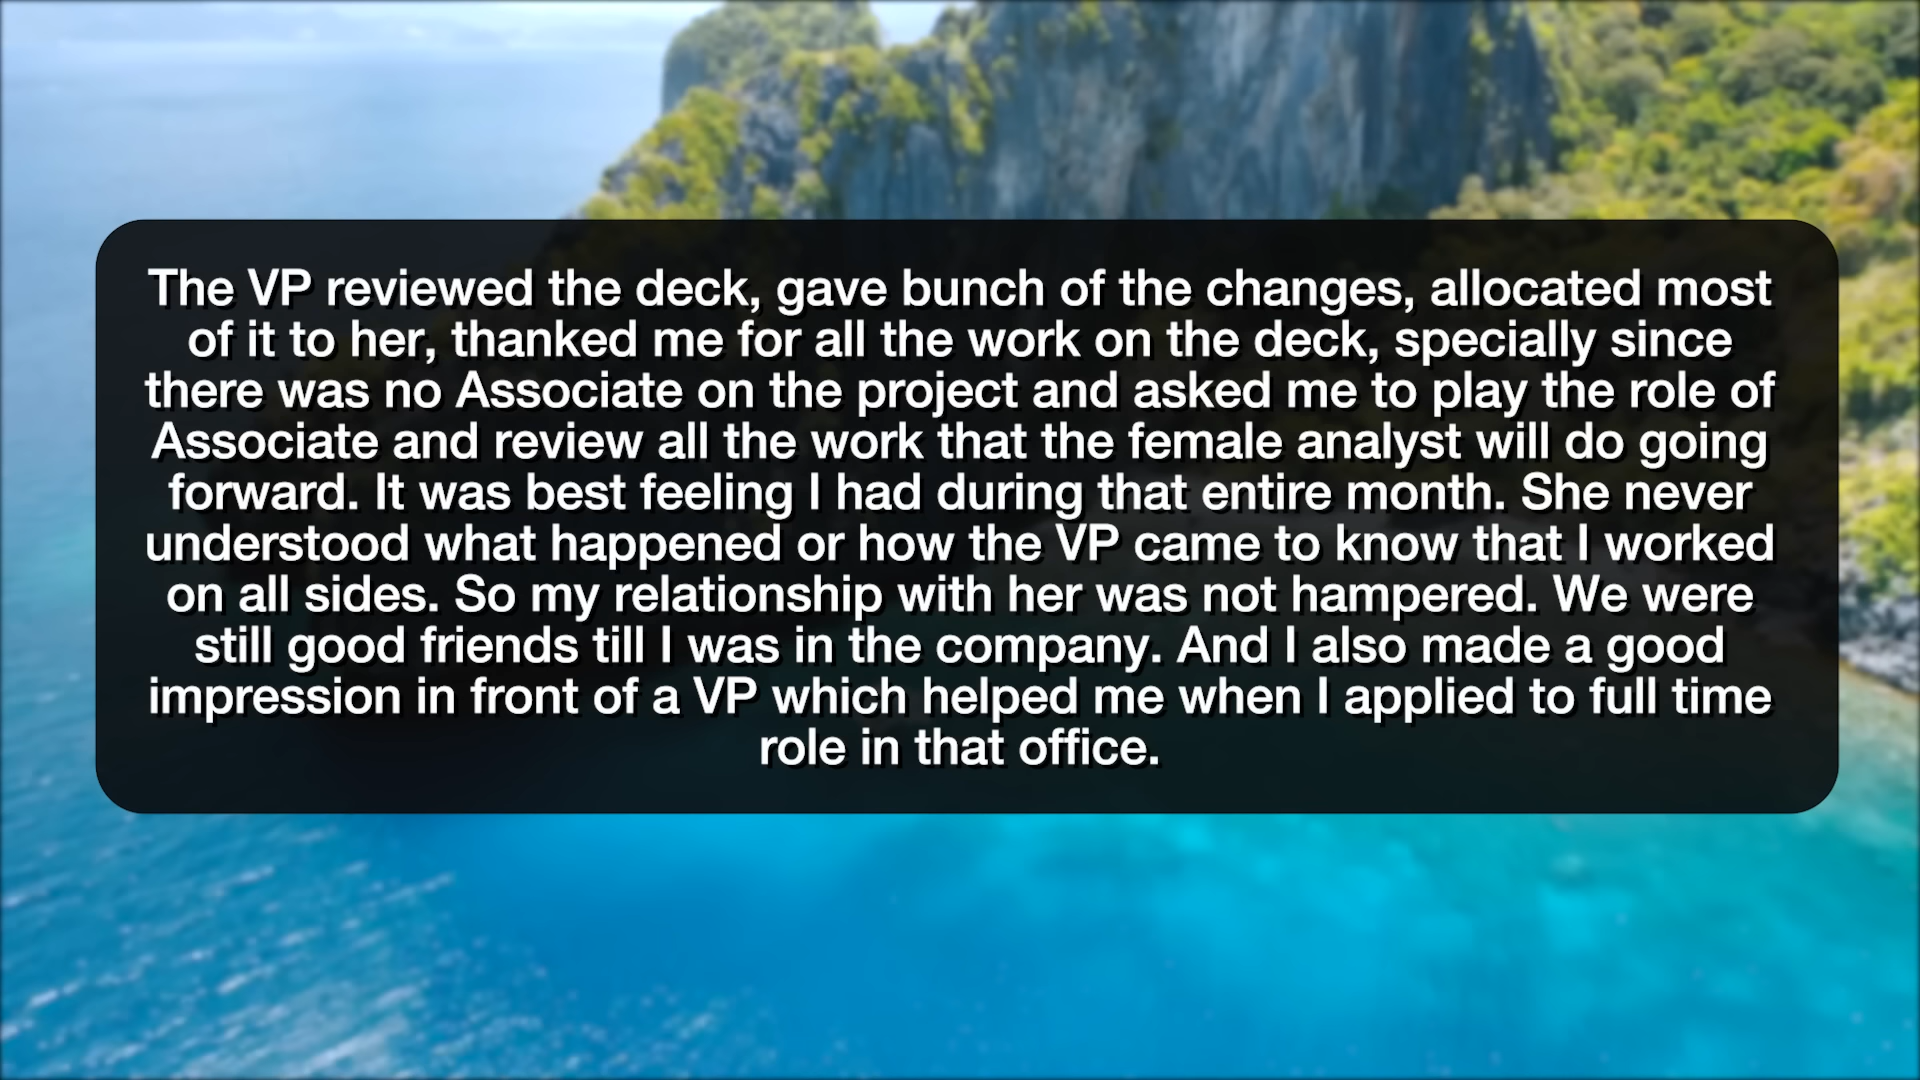 The VP reviewed the deck, gave bunch of the changes, allocated most
of it to her, thanked me for all the work on the deck, specially since
there was no Associate on the project and asked me to play the role of
Associate and review all the work that the female analyst will do going
forward. It was best feeling I had during that entire month. She never
understood what happened or how the VP came to know that I worked
on all sides. So my relationship with her was not hampered. We were
still good friends till I was in the company. And I also made a good
impression in front of a VP which helped me when I applied to full time
role in that office.